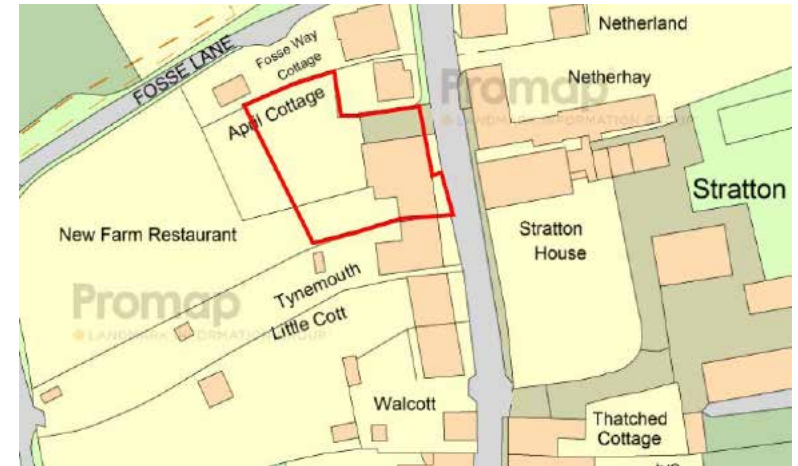 Netherland
FOSSE LANE
Fosse Way
Cottage
Netherhay
Promap
LANDMARK INFORMATION GROUP
April Cottage
Stratton
New Farm Restaurant
Stratton
House
Tynemouth
Promap
LANDMARK INFORMATION GROUP
Little Cott
Walcott
Thatched
Cottage